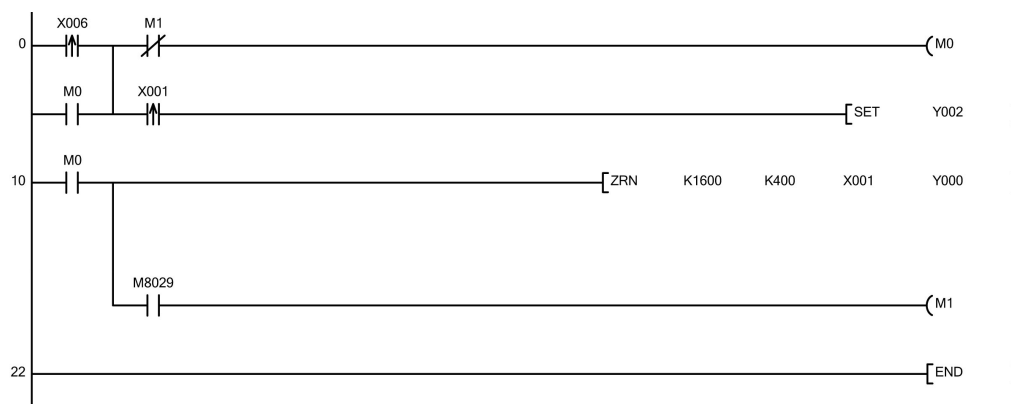 X006 M1
0 M0
M0 X001
SET Y002
M0
10 ZRN K1600 K400 X001 Y000
M8029
M1
22 END